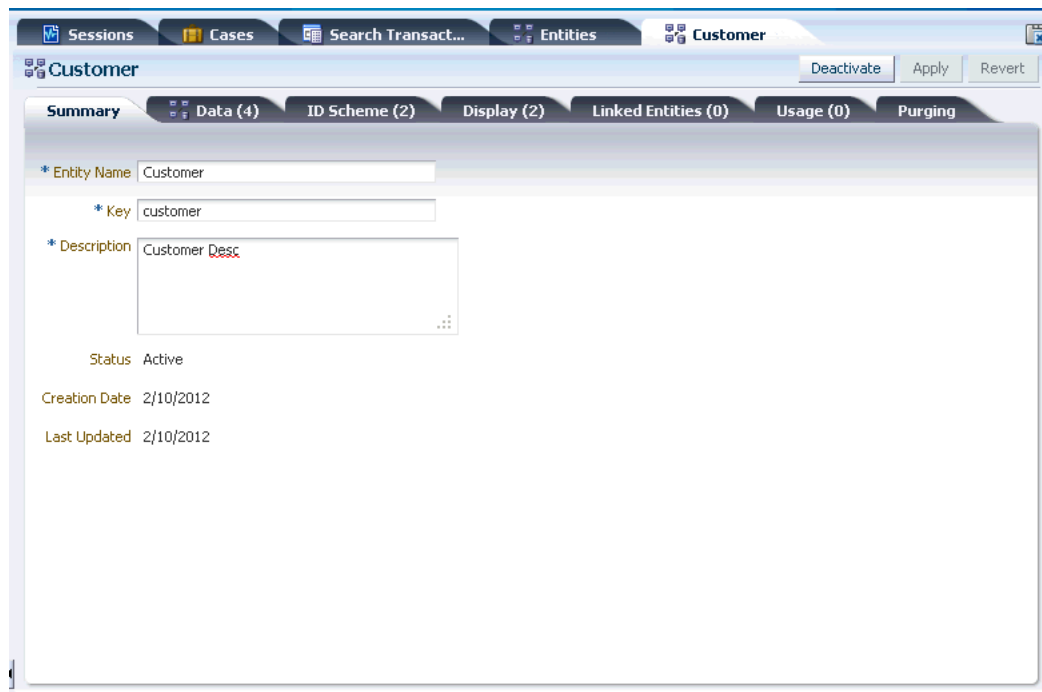 Sessions Cases Search Transact... Entities Customer
Customer Deactivate Apply Revert
Summary Data (4) ID Scheme (2) Display (2) Linked Entities (0) Usage (0) Purging
* Entity Name Customer
* Key customer
* Description Customer Desc
Status Active
Creation Date 2/10/2012
Last Updated 2/10/2012